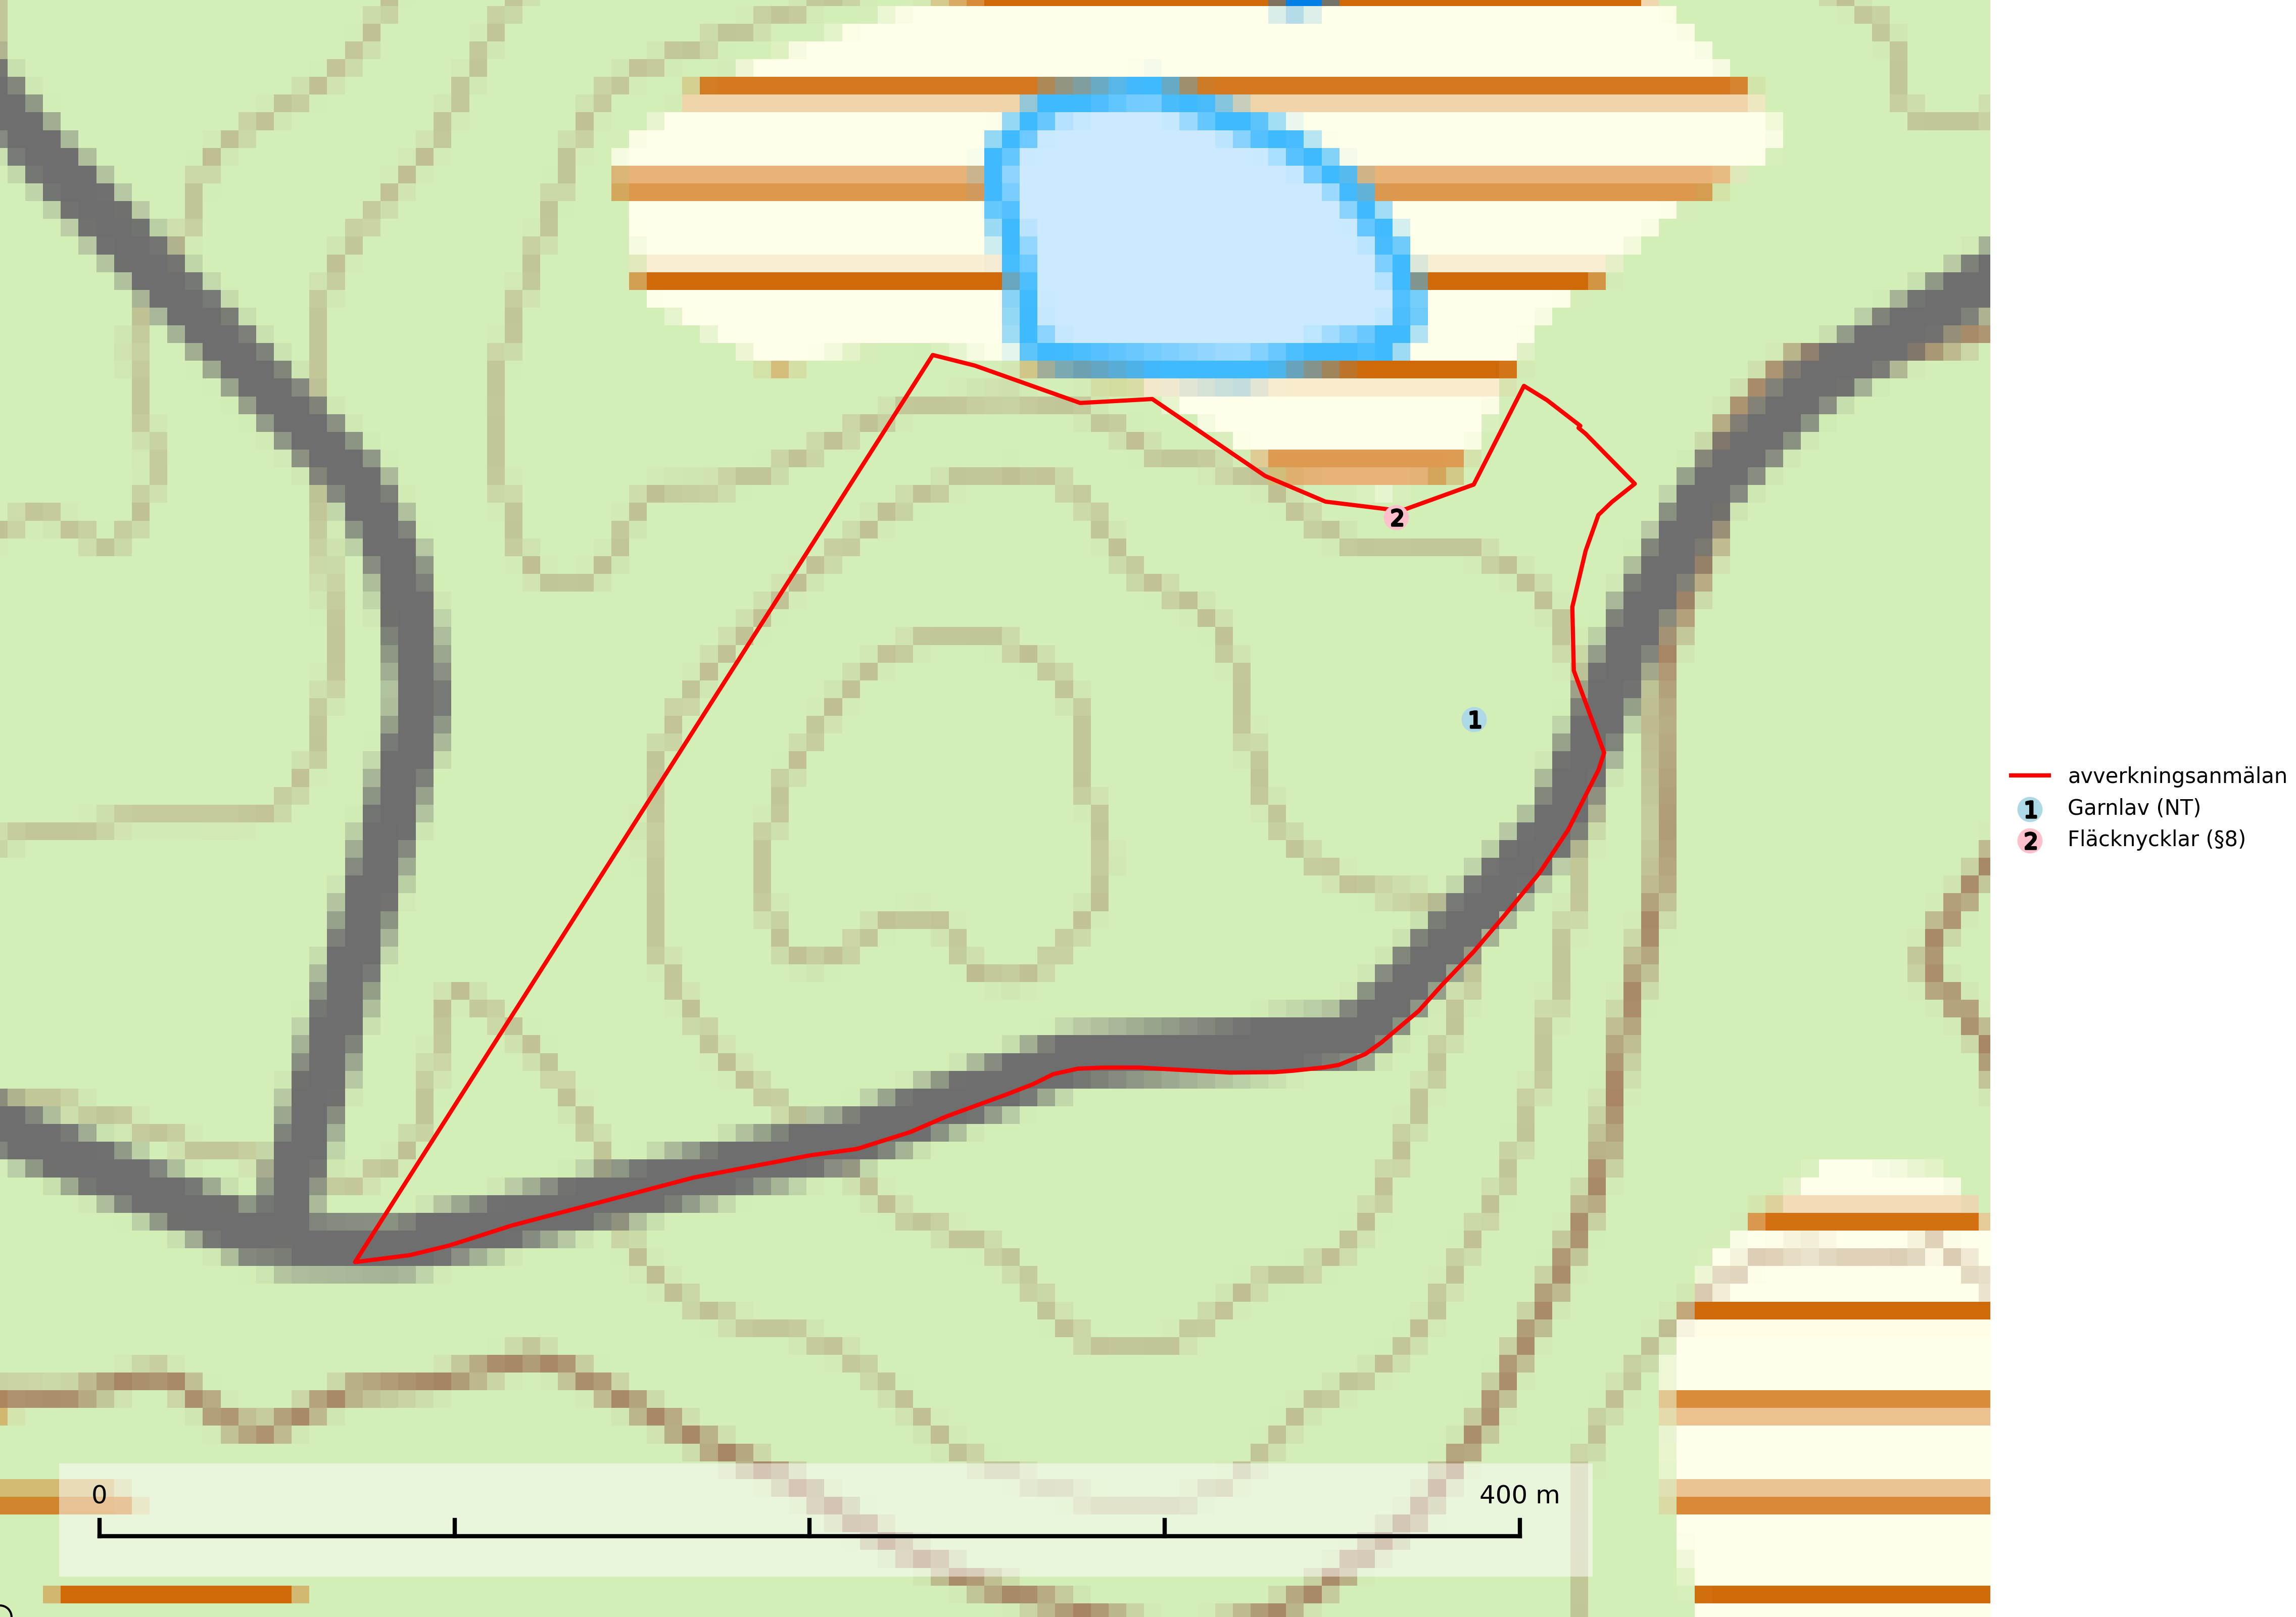 2
1
avverkningsanmälan
1 Garnlav (NT)
2 Fläcknycklar (§8)
0 400 m